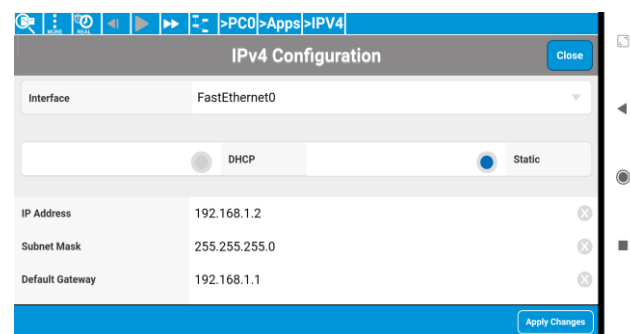 MORE REAL >PC0|>Apps|>IPV4|
IPv4 Configuration
Close
Interface FastEthernet0
DHCP Static
IP Address 192.168.1.2
Subnet Mask 255.255.255.0
Default Gateway 192.168.1.1
Apply Changes